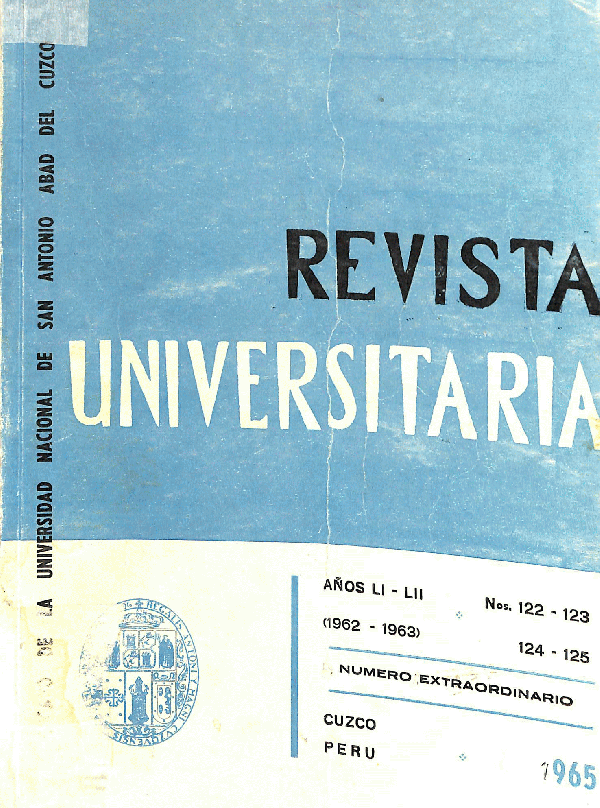 DE LA UNIVERSIDAD NACIONAL DE SAN ANTONIO ABAD DEL CUZCO
REVISTA
UNIVERSITARIA
AÑOS LI - LII
Nos. 122 - 123
(1962 - 1963)
124 - 125
NUMERO EXTRAORDINARIO
CUZCO
PERU
1965